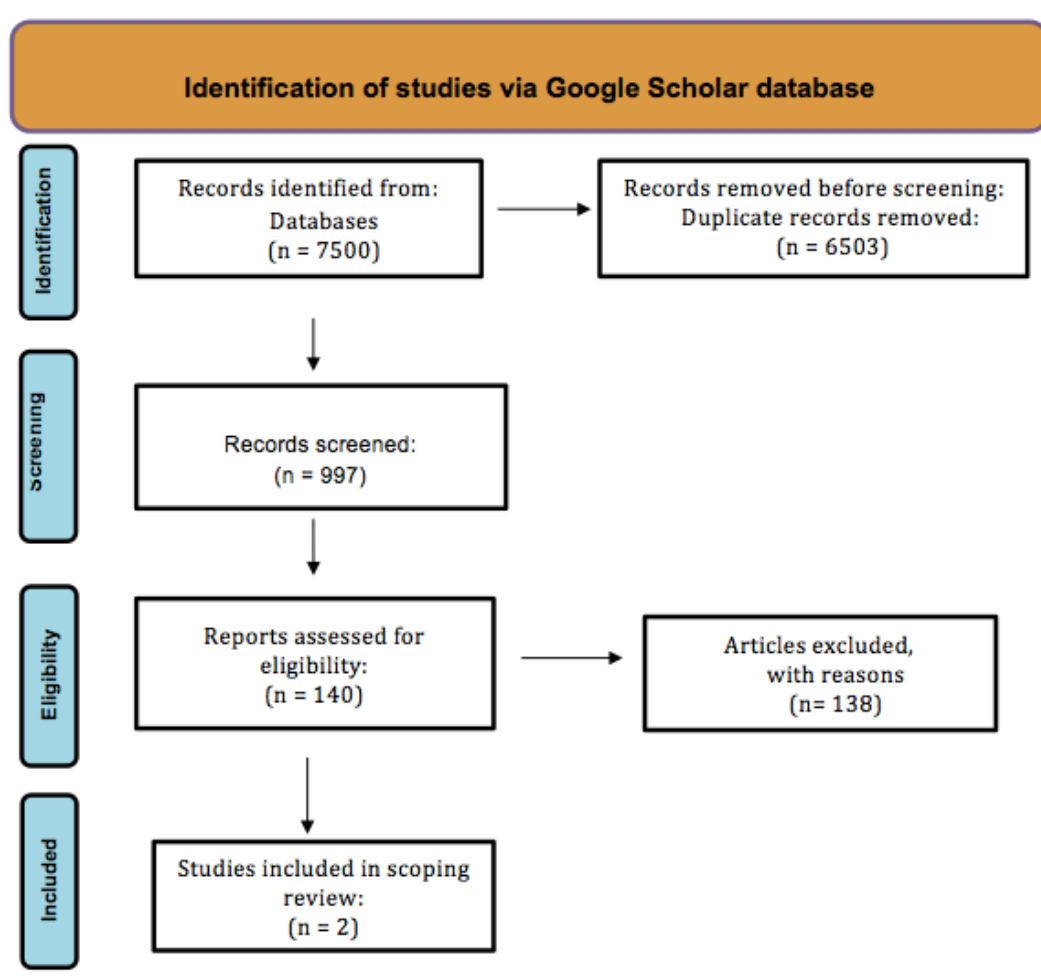 Identification of studies via Google Scholar database
Identification
Records identified from:
Databases
(n = 7500)
Records removed before screening:
Duplicate records removed:
(n = 6503)
Screening
Records screened:
(n = 997)
Eligibility
Reports assessed for
eligibility:
(n = 140)
Articles excluded,
with reasons
(n= 138)
Included
Studies included in scoping
review:
(n = 2)